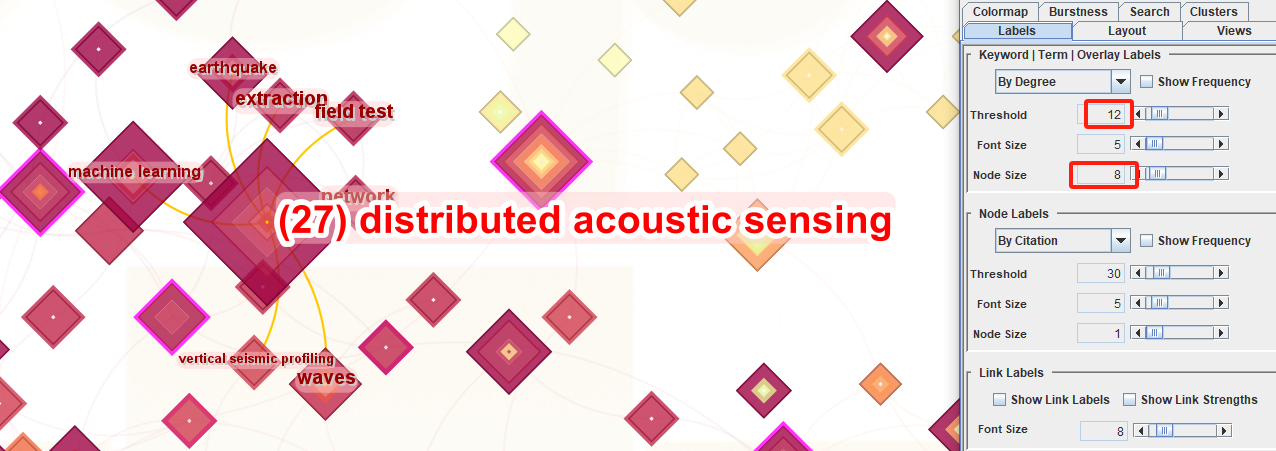 earthquake
extraction
field test
machine learning
network
(27) distributed acoustic sensing
vertical seismic profiling
waves
Colormap Burstness Search Clusters
Labels Layout Views
Keyword | Term | Overlay Labels
By Degree Show Frequency
Threshold 12
Font Size 5
Node Size 8
Node Labels
By Citation Show Frequency
Threshold 30
Font Size 5
Node Size 1
Link Labels
Show Link Labels Show Link Strengths
Font Size 8